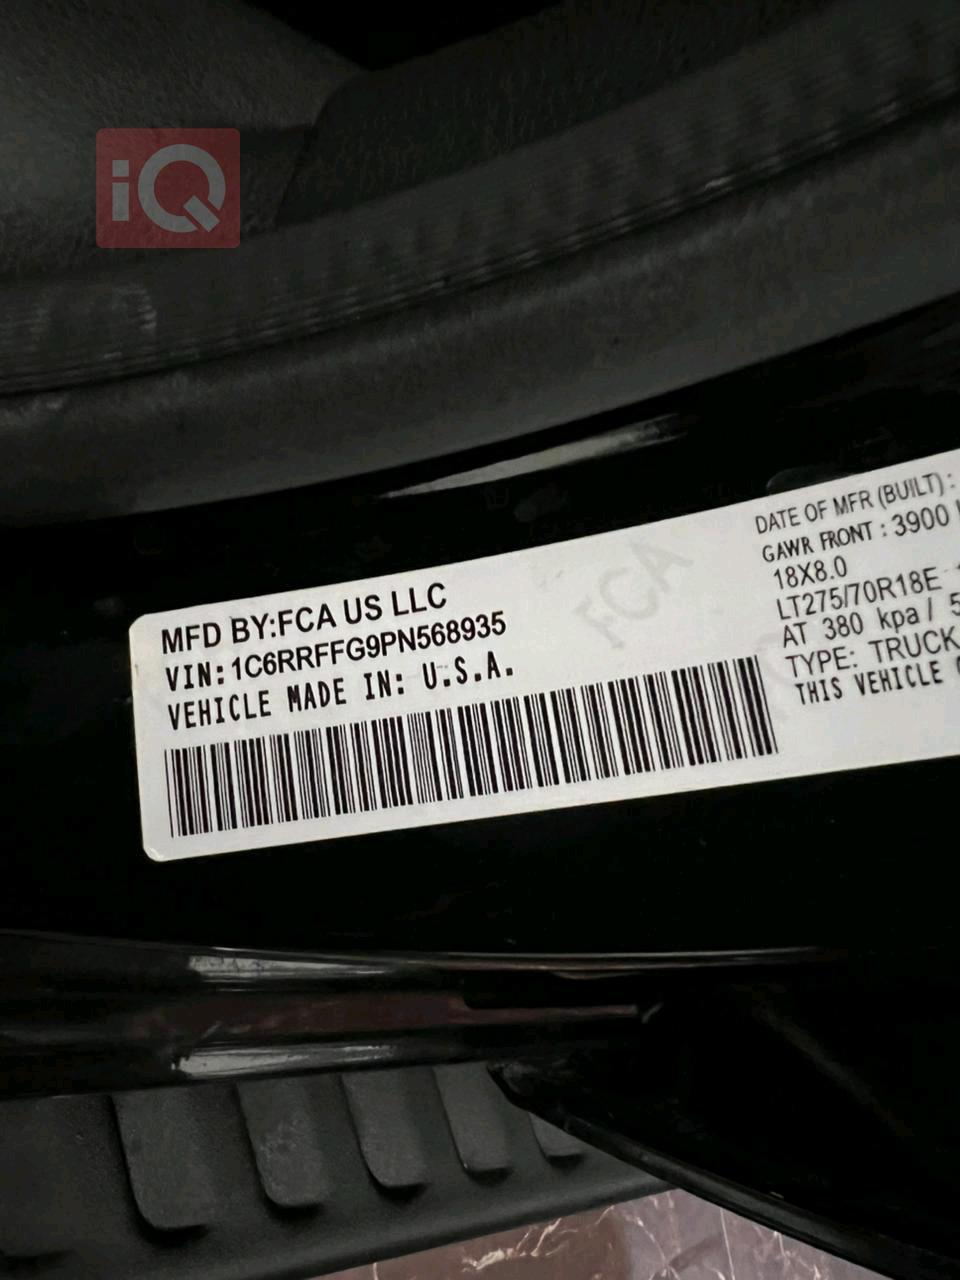 iQ
MFD BY:FCA US LLC
VIN:1C6RRFFG9PN568935
VEHICLE MADE IN: U.S.A.
FCA
DATE OF MFR (BUILT) :
GAWR FRONT : 3900
18X8.0
LT275/70R18E
AT 380 kpa/ 5
TYPE: TRUCK
THIS VEHICLE